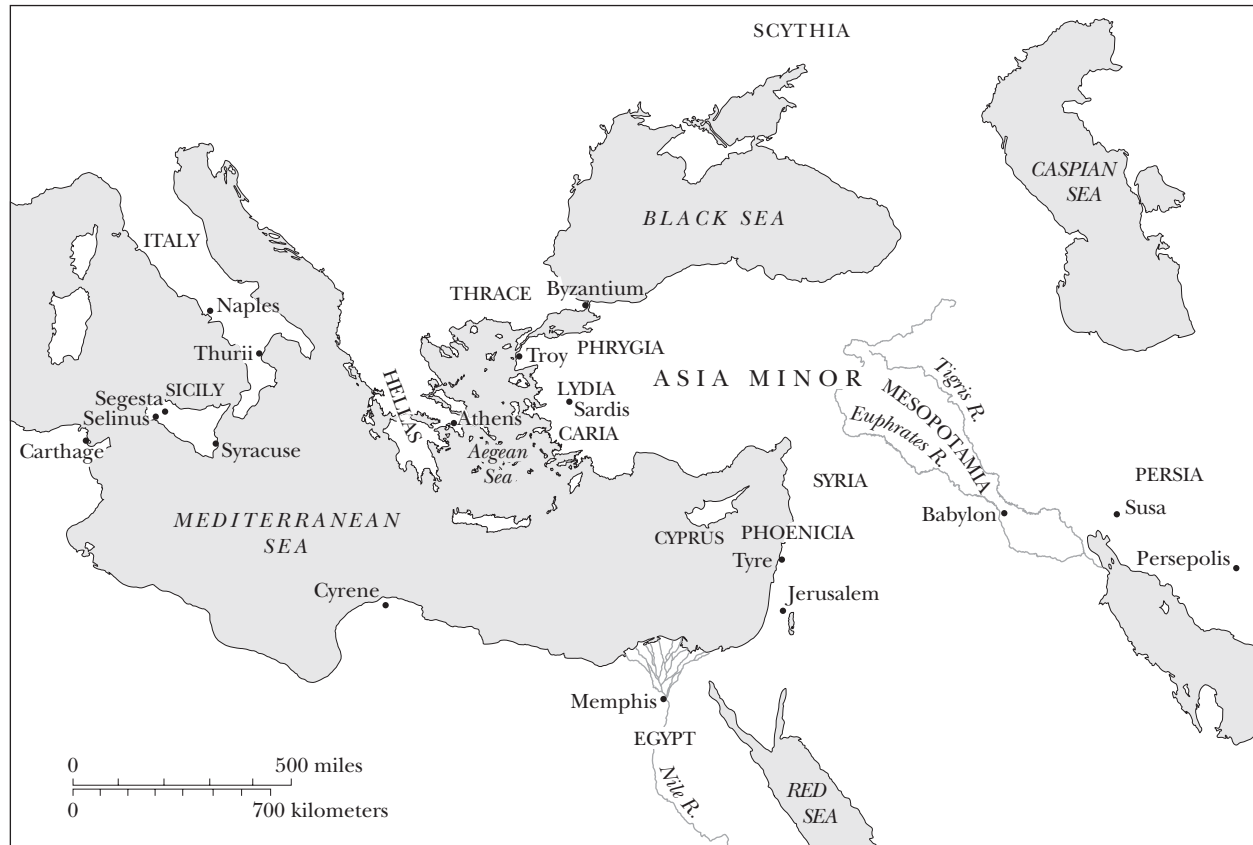 SCYTHIA
CASPIAN
SEA
BLACK SEA
ITALY
Naples
THRACE
Byzantium
Thurii
Troy
PHRYGIA
ASIA MINOR
Tigris R.
MESOPOTAMIA
Euphrates R.
HELLAS
LYDIA
Sardis
SICILY
Segesta
Selinus
Athens
CARIA
Carthage
Syracuse
Aegean
Sea
SYRIA
PERSIA
Susa
Babylon
MEDITERRANEAN
SEA
CYPRUS
PHOENICIA
Tyre
Persepolis
Cyrene
Jerusalem
Memphis
EGYPT
Nile R.
RED
SEA
0 500 miles
0 700 kilometers